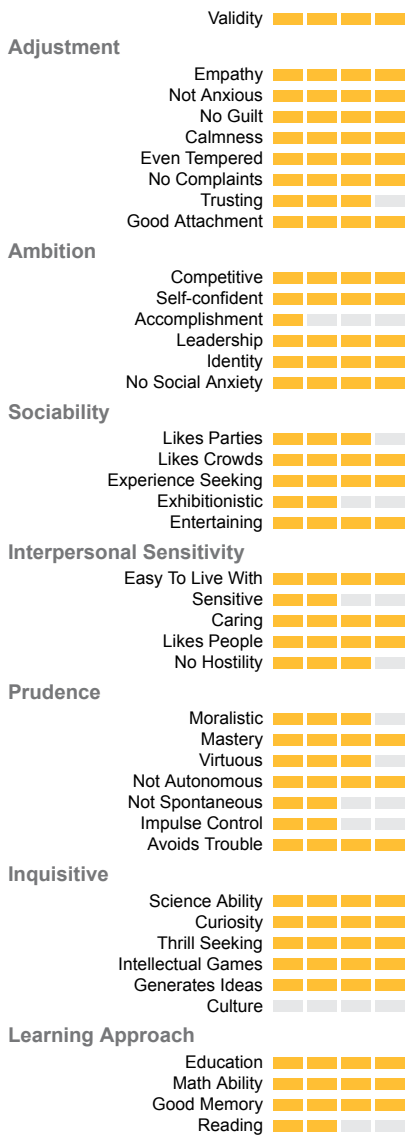 Validity
Adjustment
Empathy
Not Anxious
No Guilt
Calmness
Even Tempered
No Complaints
Trusting
Good Attachment
Ambition
Competitive
Self-confident
Accomplishment
Leadership
Identity
No Social Anxiety
Sociability
Likes Parties
Likes Crowds
Experience Seeking
Exhibitionistic
Entertaining
Interpersonal Sensitivity
Easy To Live With
Sensitive
Caring
Likes People
No Hostility
Prudence
Moralistic
Mastery
Virtuous
Not Autonomous
Not Spontaneous
Impulse Control
Avoids Trouble
Inquisitive
Science Ability
Curiosity
Thrill Seeking
Intellectual Games
Generates Ideas
Culture
Learning Approach
Education
Math Ability
Good Memory
Reading